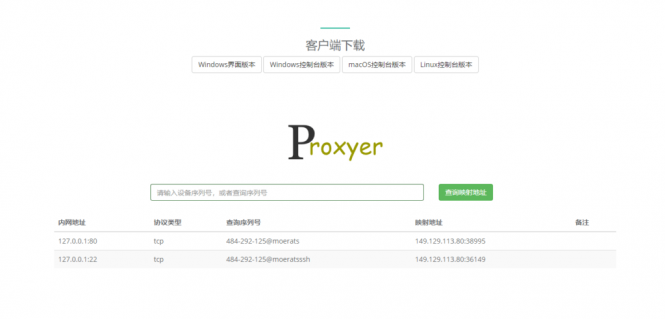 客户端下载
Windows界面版本 Windows控制台版本 macOS控制台版本 Linux控制台版本
Proxyer
请输入设备序列号，或者查询序列号 查询映射地址
内网地址 协议类型 查询序列号 映射地址 备注
127.0.0.1:80 tcp 484-292-125@moerats 149.129.113.80:38995
127.0.0.1:22 tcp 484-292-125@moeratsssh 149.129.113.80:36149